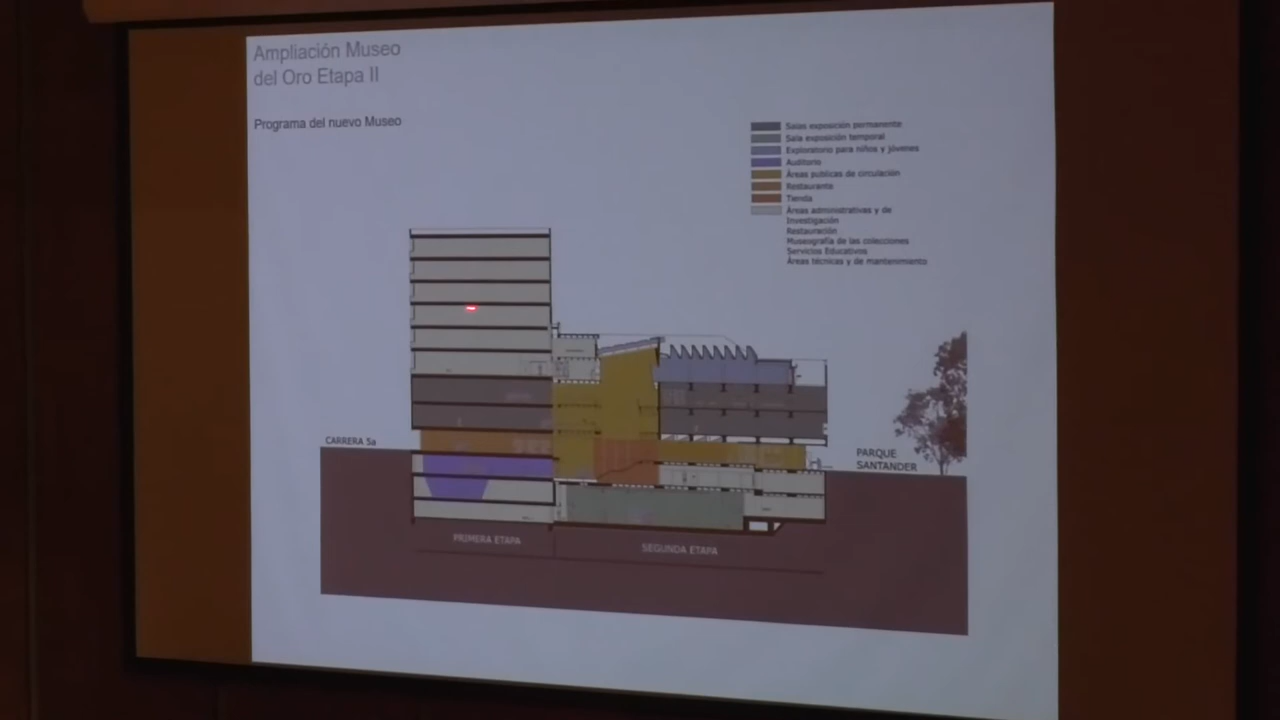 Ampliación Museo
del Oro Etapa II
Programa del nuevo Museo
Salas exposición permanente
Sala exposición temporal
Exploratorio para niños y jóvenes
Auditorio
Áreas publicas de circulación
Restaurante
Tienda
Áreas administrativas y de
Investigación
Restauración
Museografía de las colecciones
Servicios Educativos
Áreas técnicas y de mantenimiento
CARRERA 5a
PARQUE
SANTANDER
PRIMERA ETAPA
SEGUNDA ETAPA